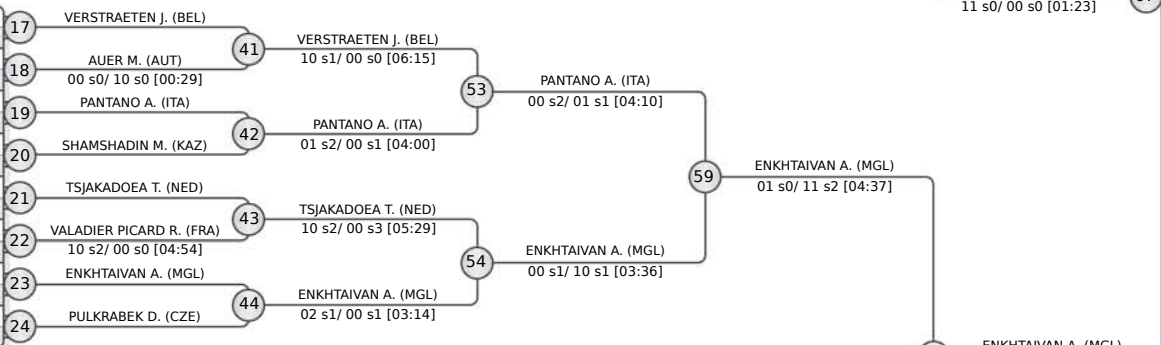 11 s0/ 00 s0 [01:23]
17
VERSTRAETEN J. (BEL)
41
VERSTRAETEN J. (BEL)
10 s1/ 00 s0 [06:15]
18
AUER M. (AUT)
00 s0/ 10 s0 [00:29]
53
PANTANO A. (ITA)
00 s2/ 01 s1 [04:10]
19
PANTANO A. (ITA)
42
PANTANO A. (ITA)
01 s2/ 00 s1 [04:00]
20
SHAMSHADIN M. (KAZ)
59
ENKHTAIVAN A. (MGL)
01 s0/ 11 s2 [04:37]
21
TSJAKADOEA T. (NED)
43
TSJAKADOEA T. (NED)
10 s2/ 00 s3 [05:29]
22
VALADIER PICARD R. (FRA)
10 s2/ 00 s0 [04:54]
54
ENKHTAIVAN A. (MGL)
00 s1/ 10 s1 [03:36]
23
ENKHTAIVAN A. (MGL)
44
ENKHTAIVAN A. (MGL)
02 s1/ 00 s1 [03:14]
24
PULKRABEK D. (CZE)
ENKHTAIVAN A. (MGL)